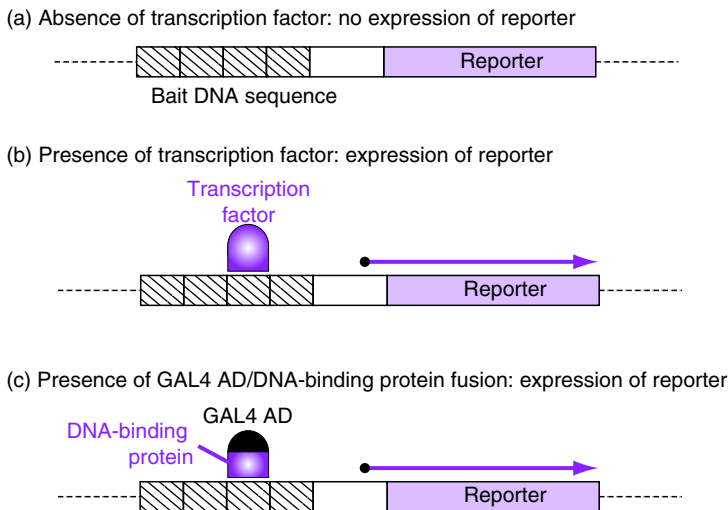 (a) Absence of transcription factor: no expression of reporter
Reporter
Bait DNA sequence
(b) Presence of transcription factor: expression of reporter
Transcription
factor
Reporter
(c) Presence of GAL4 AD/DNA-binding protein fusion: expression of reporter
GAL4 AD
DNA-binding
protein
Reporter